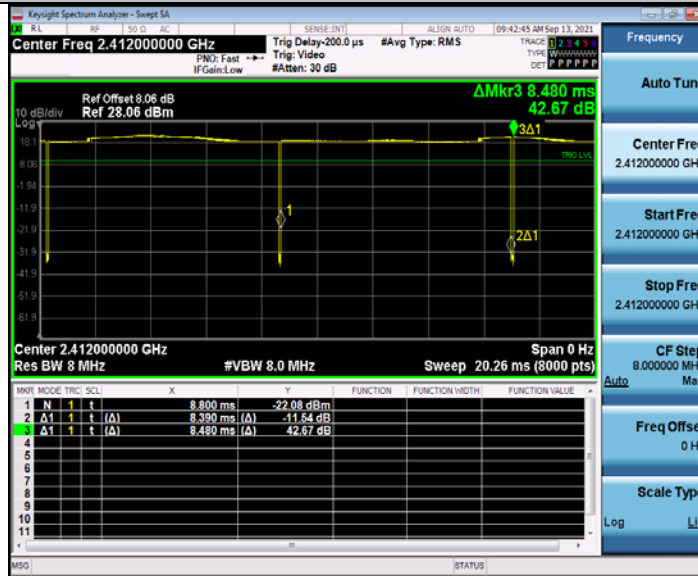 Keysight Spectrum Analyzer - Swept SA
RL RF 50 Ω AC SENSE:INT ALIGN AUTO 09:42:45 AM Sep 13, 2021
Center Freq 2.412000000 GHz
PNO: Fast
IFGain:Low
Trig Delay-200.0 µs
Trig: Video
#Atten: 30 dB
#Avg Type: RMS
TRACE 1 2 3 4 5 6
TYPE WWWWWW
DET P P P P P P
ΔMkr3 8.480 ms
42.67 dB
Ref Offset 8.06 dB
10 dB/div Ref 28.06 dBm
Log
18.1
8.06
-1.94
-11.9
-21.9
-31.9
-41.9
-51.9
-61.9
3Δ1
TRIG LVL
1
2Δ1
Center 2.412000000 GHz Span 0 Hz
Res BW 8 MHz #VBW 8.0 MHz Sweep 20.26 ms (8000 pts)
MKR MODE TRC SCL X Y FUNCTION FUNCTION WIDTH FUNCTION VALUE
1 N 1 t 8.800 ms -22.08 dBm
2 Δ1 1 t (Δ) 8.390 ms (Δ) -11.54 dB
3 Δ1 1 t (Δ) 8.480 ms (Δ) 42.67 dB
4
5
6
7
8
9
10
11
MSG STATUS
Frequency
Auto Tun
Center Fre
2.412000000 GH
Start Fre
2.412000000 GH
Stop Fre
2.412000000 GH
CF Step
8.000000 MH
Auto Ma
Freq Offse
0 H
Scale Type
Log Li